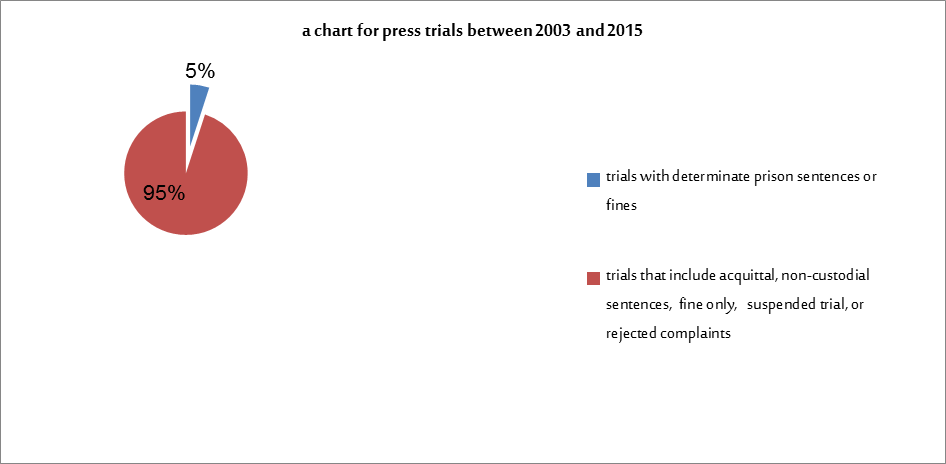 a chart for press trials between 2003 and 2015
5%
95%
trials with determinate prison sentences or
fines
trials that include acquittal, non-custodial
sentences, fine only, suspended trial, or
rejected complaints